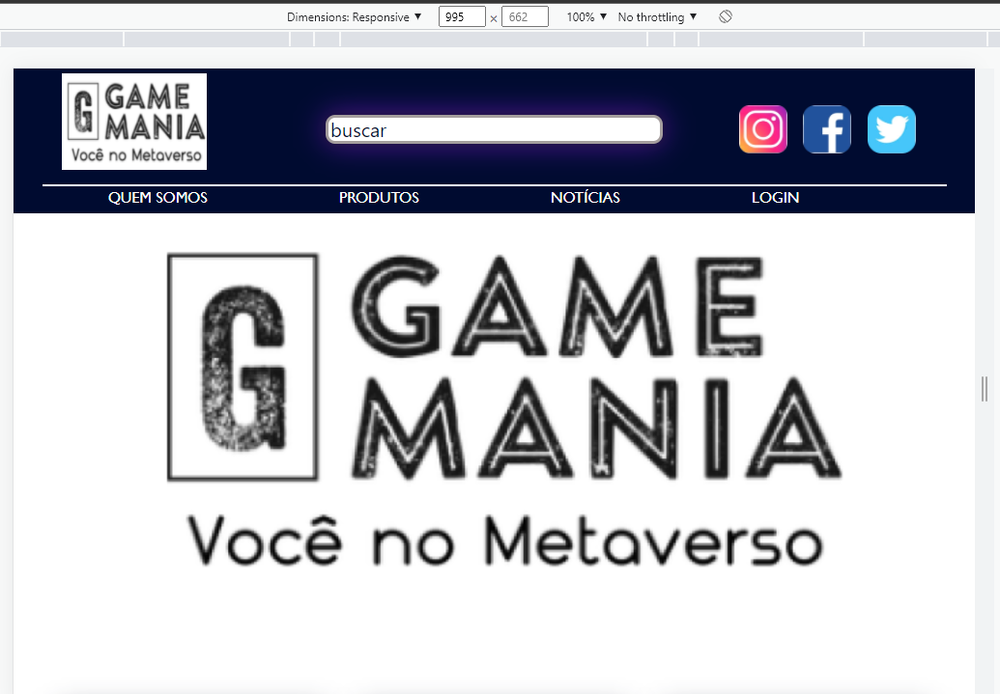 Dimensions: Responsive ▼ 995 × 662 100% ▼ No throttling ▼
G GAME
MANIA
Você no Metaverso
buscar
QUEM SOMOS PRODUTOS NOTÍCIAS LOGIN
G GAME
MANIA
Você no Metaverso